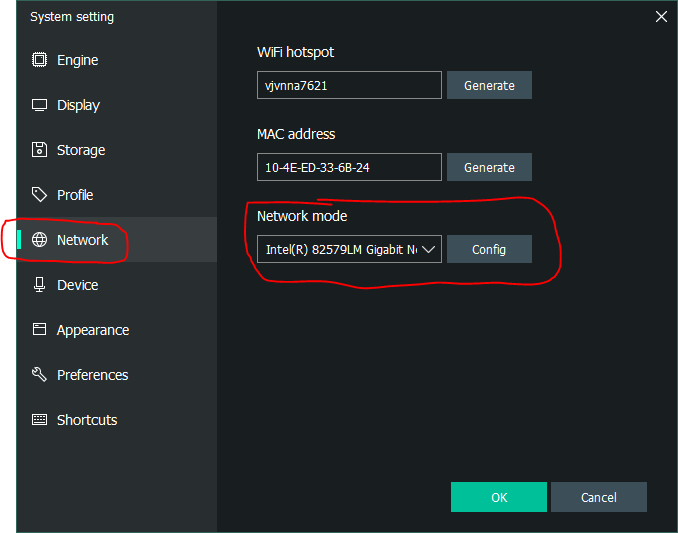 System setting
Engine
Display
Storage
Profile
Network
Device
Appearance
Preferences
Shortcuts
WiFi hotspot
vjvnna7621
Generate
MAC address
10-4E-ED-33-6B-24
Generate
Network mode
Intel(R) 82579LM Gigabit Ne
Config
OK
Cancel